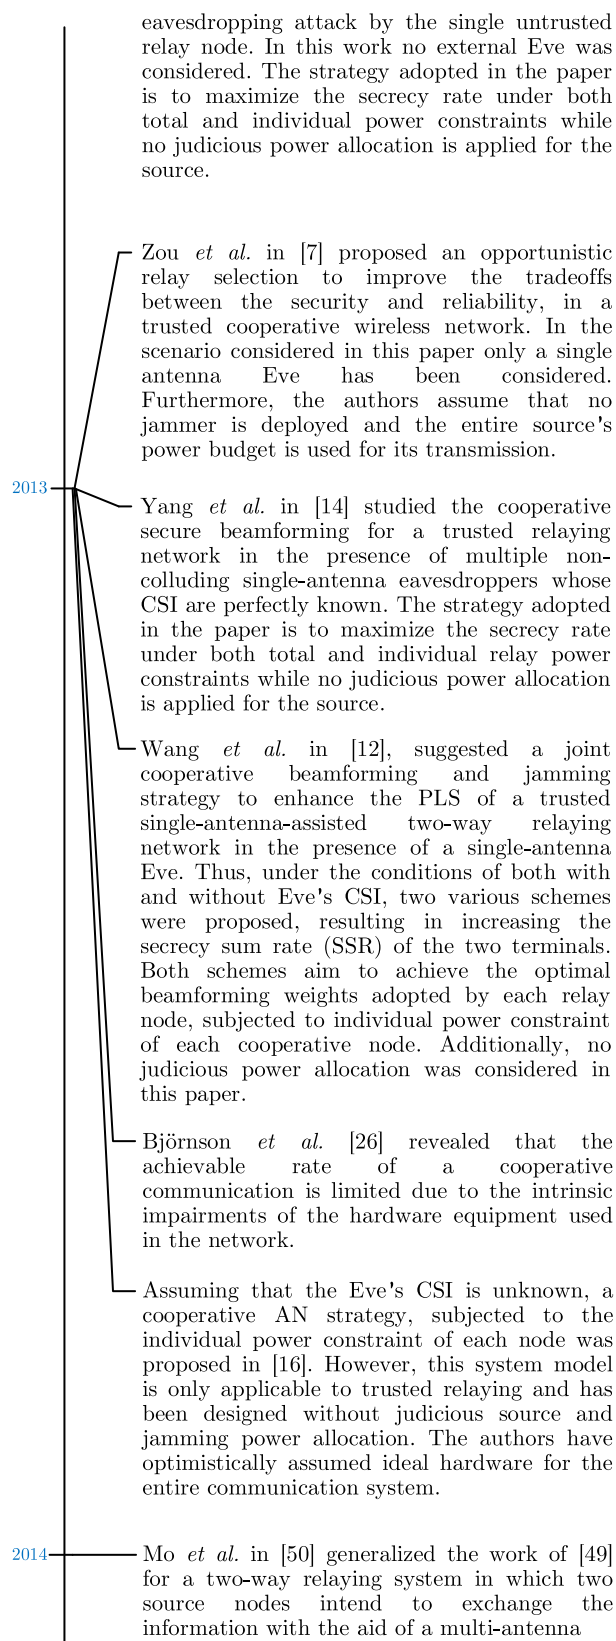 eavesdropping attack by the single untrusted
relay node. In this work no external Eve was
considered. The strategy adopted in the paper
is to maximize the secrecy rate under both
total and individual power constraints while
no judicious power allocation is applied for the
source.
Zou et al. in [7] proposed an opportunistic
relay selection to improve the tradeoffs
between the security and reliability, in a
trusted cooperative wireless network. In the
scenario considered in this paper only a single
antenna Eve has been considered.
Furthermore, the authors assume that no
jammer is deployed and the entire source's
power budget is used for its transmission.
2013
Yang et al. in [14] studied the cooperative
secure beamforming for a trusted relaying
network in the presence of multiple non-
colluding single-antenna eavesdroppers whose
CSI are perfectly known. The strategy adopted
in the paper is to maximize the secrecy rate
under both total and individual relay power
constraints while no judicious power allocation
is applied for the source.
Wang et al. in [12], suggested a joint
cooperative beamforming and jamming
strategy to enhance the PLS of a trusted
single-antenna-assisted two-way relaying
network in the presence of a single-antenna
Eve. Thus, under the conditions of both with
and without Eve's CSI, two various schemes
were proposed, resulting in increasing the
secrecy sum rate (SSR) of the two terminals.
Both schemes aim to achieve the optimal
beamforming weights adopted by each relay
node, subjected to individual power constraint
of each cooperative node. Additionally, no
judicious power allocation was considered in
this paper.
Björnson et al. [26] revealed that the
achievable rate of a cooperative
communication is limited due to the intrinsic
impairments of the hardware equipment used
in the network.
Assuming that the Eve's CSI is unknown, a
cooperative AN strategy, subjected to the
individual power constraint of each node was
proposed in [16]. However, this system model
is only applicable to trusted relaying and has
been designed without judicious source and
jamming power allocation. The authors have
optimistically assumed ideal hardware for the
entire communication system.
2014
Mo et al. in [50] generalized the work of [49]
for a two-way relaying system in which two
source nodes intend to exchange the
information with the aid of a multi-antenna